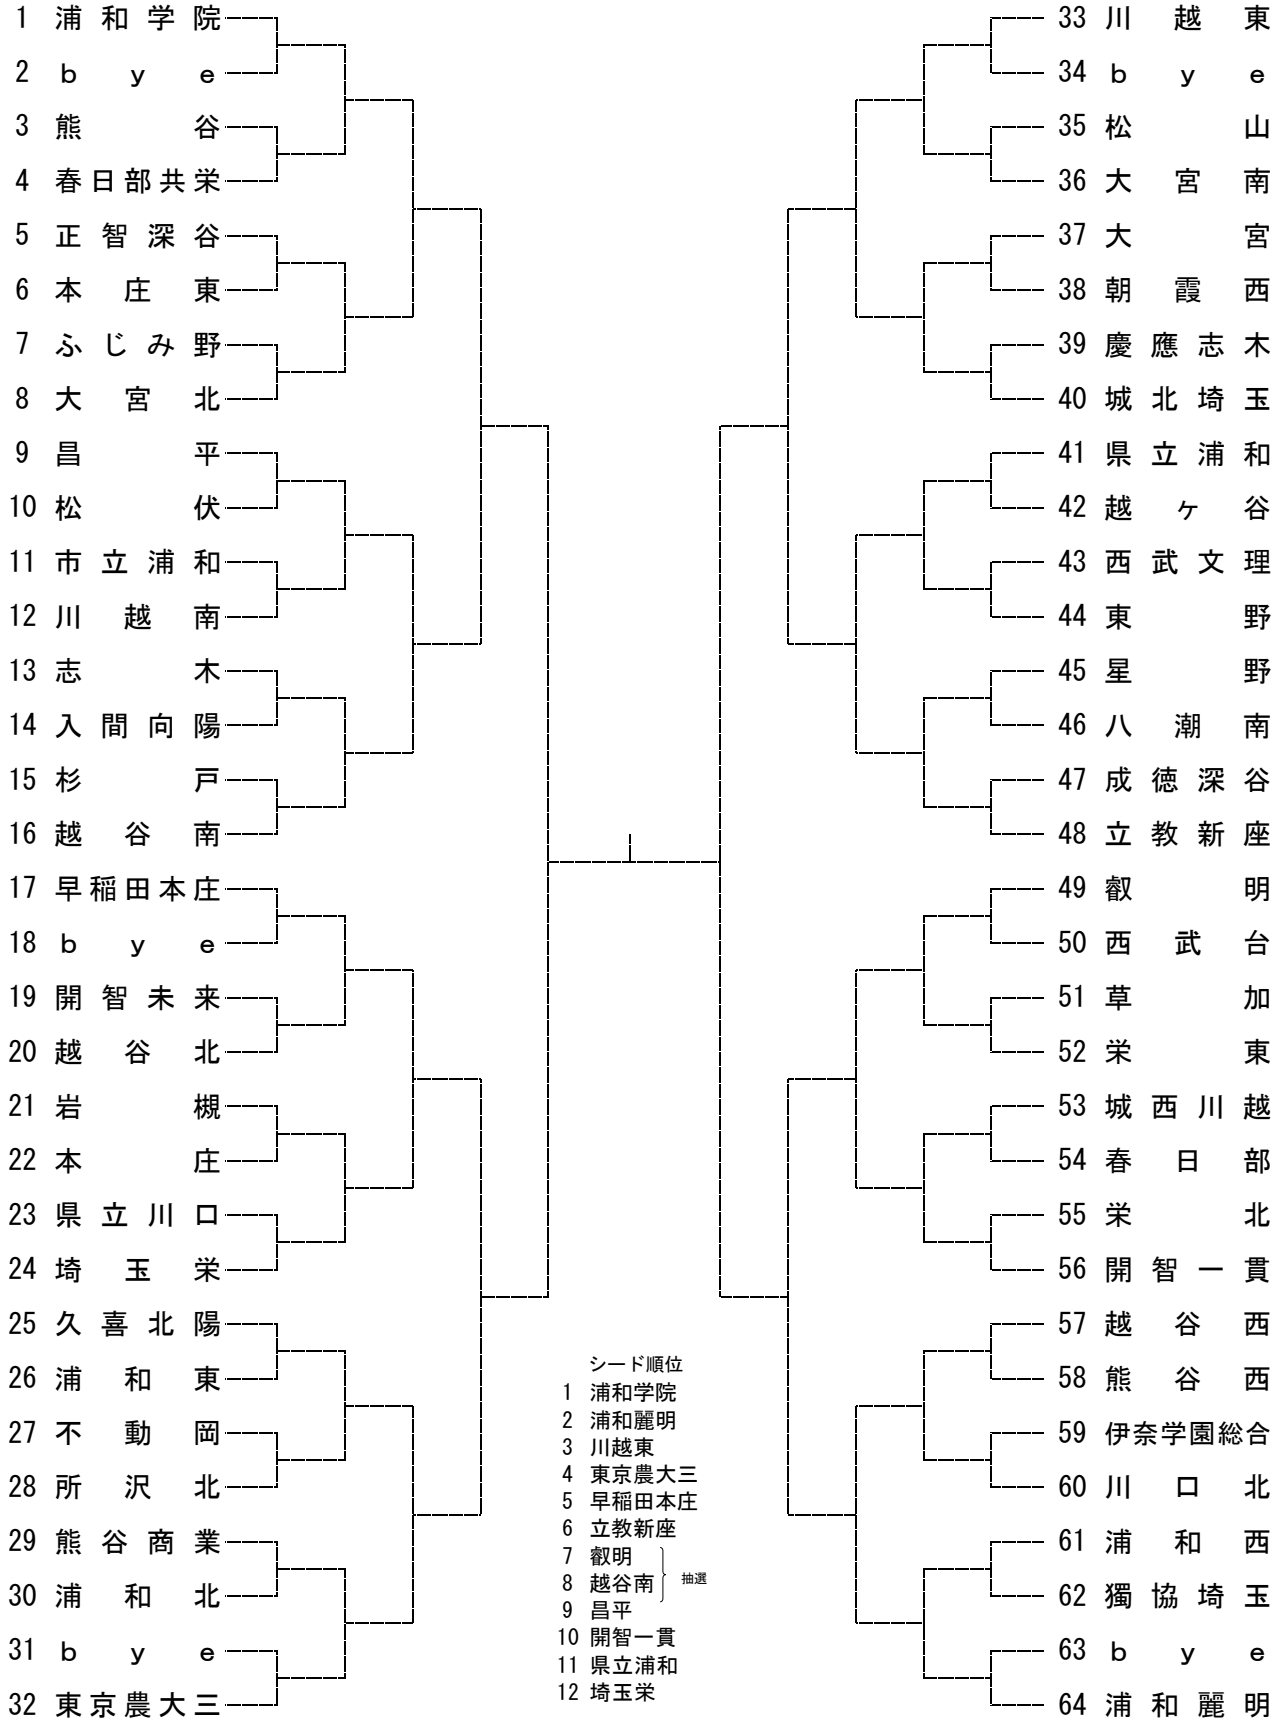 1 浦和学院
2 bye
3 熊谷
4 春日部共栄
5 正智深谷
6 本庄東
7 ふじみ野
8 大宮北
9 昌平
10 松伏
11 市立浦和
12 川越南
13 志木
14 入間向陽
15 杉戸
16 越谷南
17 早稲田本庄
18 bye
19 開智未来
20 越谷北
21 岩槻
22 本庄
23 県立川口
24 埼玉栄
25 久喜北陽
26 浦和東
27 不動岡
28 所沢北
29 熊谷商業
30 浦和北
31 bye
32 東京農大三
33 川越東
34 bye
35 松山
36 大宮南
37 大宮
38 朝霞西
39 慶應志木
40 城北埼玉
41 県立浦和
42 越ヶ谷
43 西武文理
44 東野
45 星野
46 八潮南
47 成徳深谷
48 立教新座
49 叡明
50 西武台
51 草加
52 栄東
53 城西川越
54 春日部
55 栄北
56 開智一貫
57 越谷西
58 熊谷西
59 伊奈学園総合
60 川口北
61 浦和西
62 獨協埼玉
63 bye
64 浦和麗明
シード順位
1 浦和学院
2 浦和麗明
3 川越東
4 東京農大三
5 早稲田本庄
6 立教新座
7 叡明
8 越谷南
抽選
9 昌平
10 開智一貫
11 県立浦和
12 埼玉栄